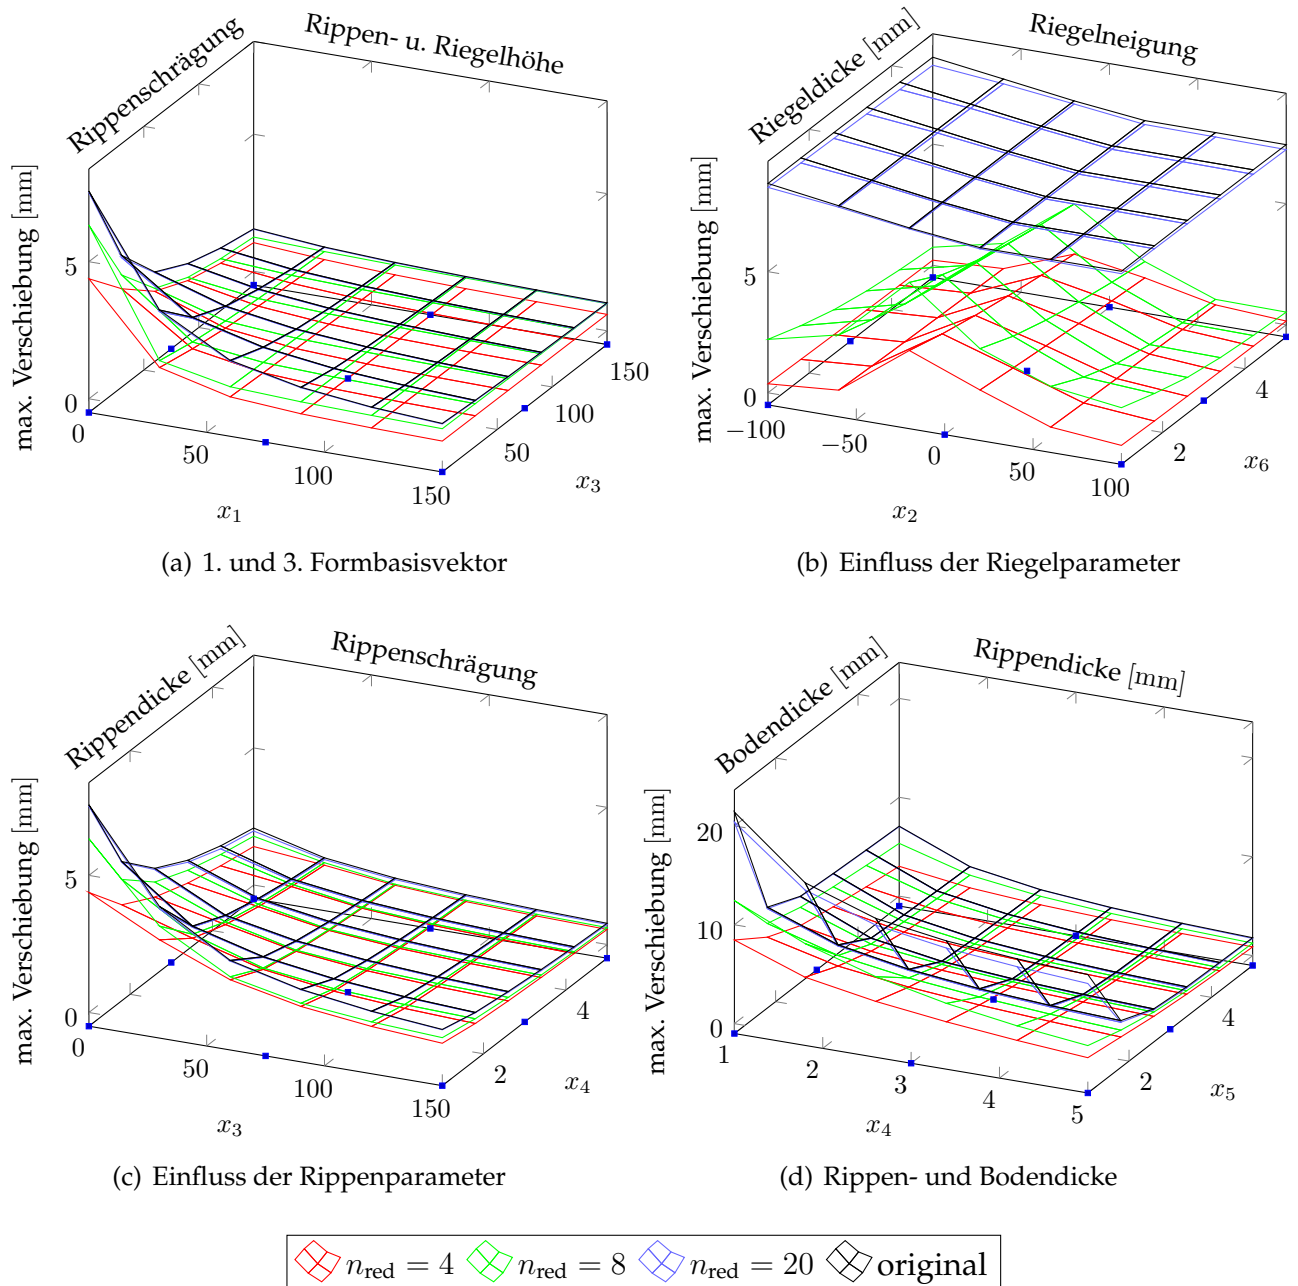 Rippenschrägung
Rippen- u. Riegelhöhe
max. Verschiebung [mm]
5
0
0
50
100
150
50
100
150
x₁
x₃
(a) 1. und 3. Formbasisvektor
Riegeldicke [mm]
Riegelneigung
max. Verschiebung [mm]
5
0
−100
−50
0
50
100
2
4
x₂
x₆
(b) Einfluss der Riegelparameter
Rippendicke [mm]
Rippenschrägung
max. Verschiebung [mm]
5
0
0
50
100
150
2
4
x₃
x₄
(c) Einfluss der Rippenparameter
Bodendicke [mm]
Rippendicke [mm]
max. Verschiebung [mm]
20
10
0
1
2
3
4
5
2
4
x₄
x₅
(d) Rippen- und Bodendicke
n_red = 4 n_red = 8 n_red = 20 original